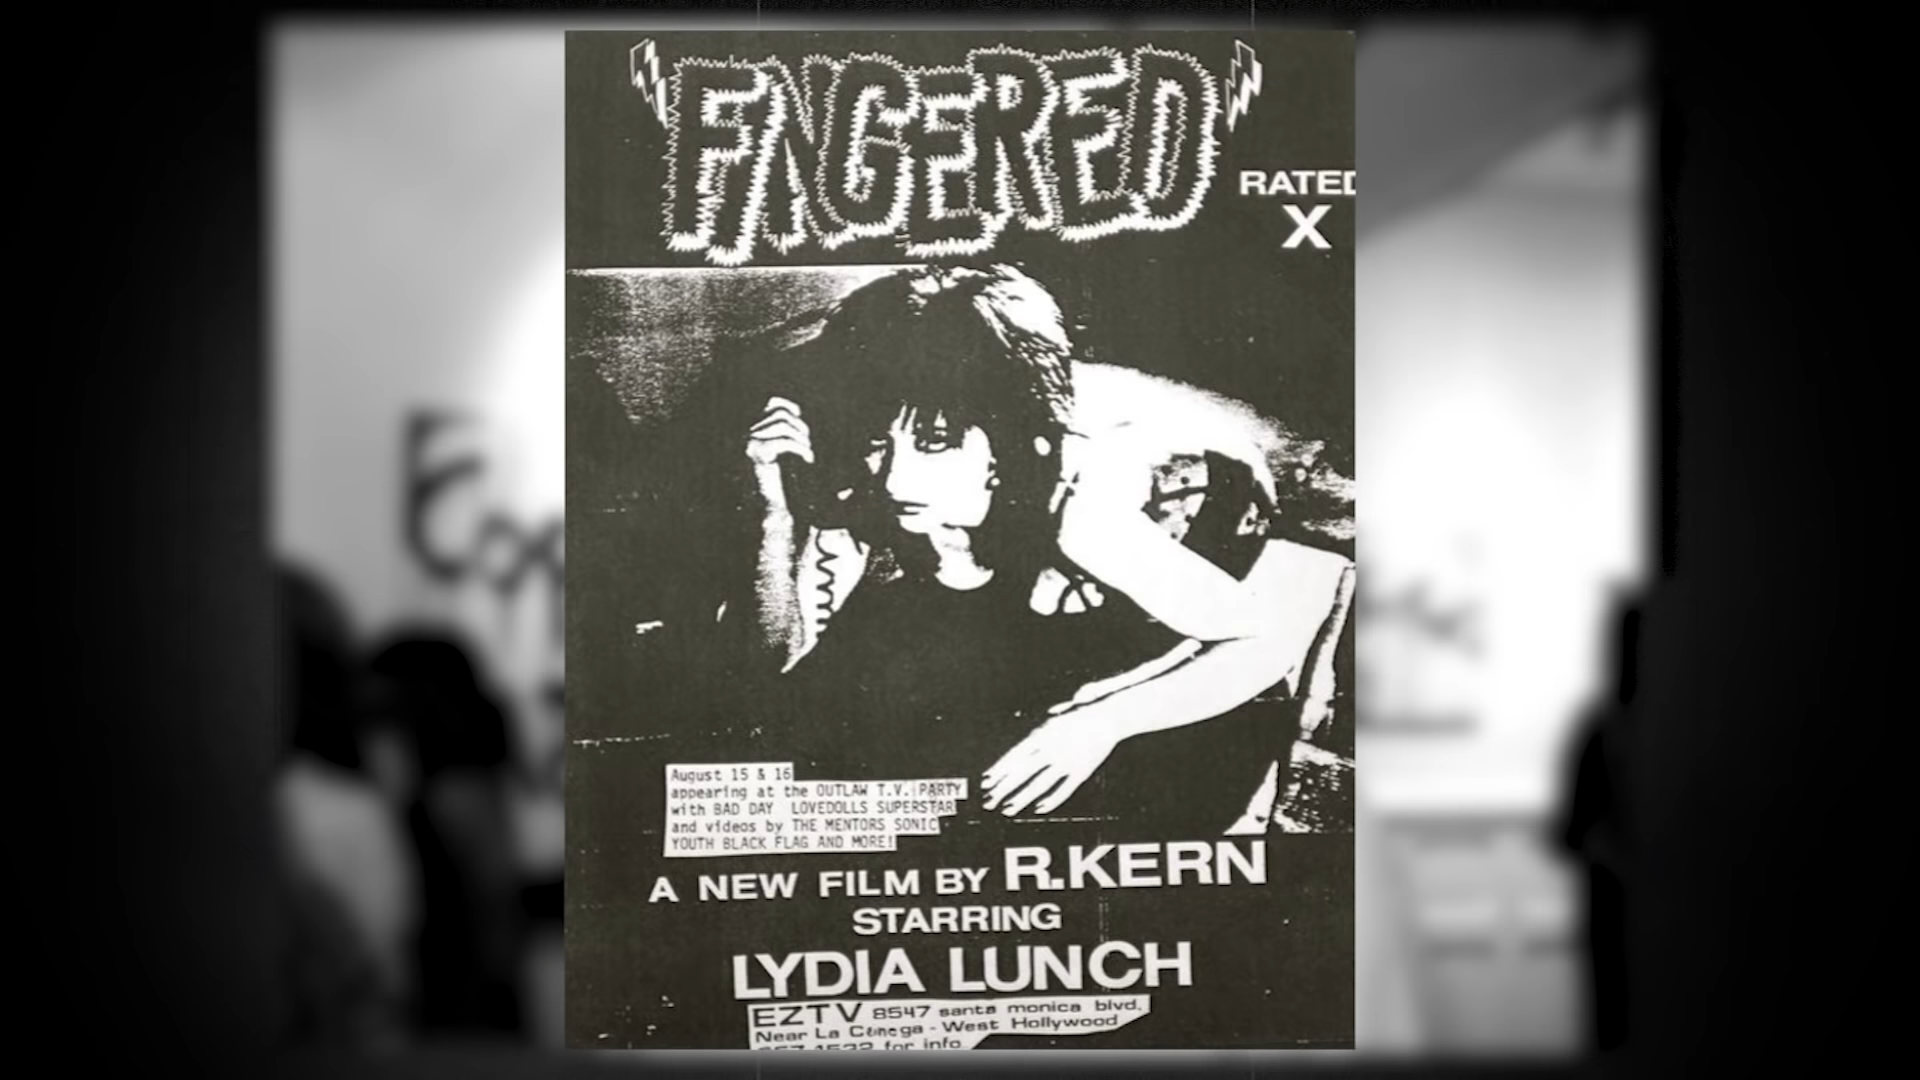 "FINGERED"
RATED
X
August 15 & 16
appearing at the OUTLAW T.V. PARTY
with BAD DAY LOVEDOLLS SUPERSTAR
and videos by THE MENTORS SONIC
YOUTH BLACK FLAG AND MORE!
A NEW FILM BY R.KERN
STARRING
LYDIA LUNCH
EZTV 8547 santa monica blvd,
Near La Cienega - West Hollywood
for info